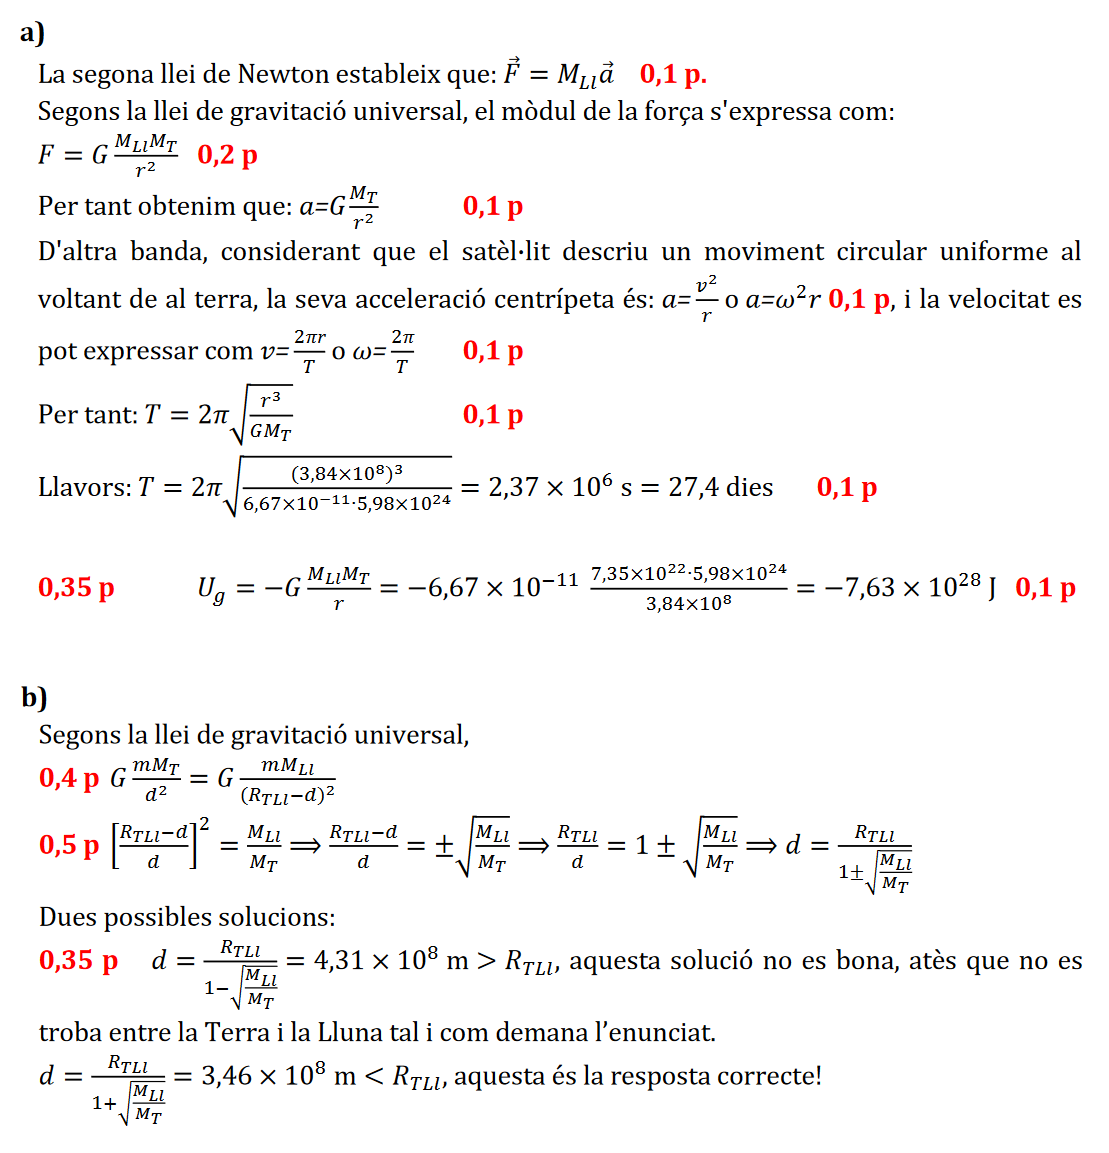 a)
La segona llei de Newton estableix que: $\vec{F} = M_{Ll}\vec{a}$ 0,1 p.
Segons la llei de gravitació universal, el mòdul de la força s'expressa com:
$F = G\frac{M_{Ll}M_T}{r^2}$ 0,2 p
Per tant obtenim que: $a=G\frac{M_T}{r^2}$ 0,1 p
D'altra banda, considerant que el satèl·lit descriu un moviment circular uniforme al
voltant de al terra, la seva acceleració centrípeta és: $a=\frac{v^2}{r}$ o $a=\omega^2 r$ 0,1 p, i la velocitat es
pot expressar com $v=\frac{2\pi r}{T}$ o $\omega=\frac{2\pi}{T}$ 0,1 p
Per tant: $T = 2\pi\sqrt{\frac{r^3}{GM_T}}$ 0,1 p
Llavors: $T = 2\pi\sqrt{\frac{(3,84\times10^8)^3}{6,67\times10^{-11}\cdot5,98\times10^{24}}} = 2,37 \times 10^6$ s $= 27,4$ dies 0,1 p
0,35 p $U_g = -G\frac{M_{Ll}M_T}{r} = -6,67 \times 10^{-11}\frac{7,35\times10^{22}\cdot5,98\times10^{24}}{3,84\times10^8} = -7,63 \times 10^{28}$ J 0,1 p
b)
Segons la llei de gravitació universal,
0,4 p $G\frac{mM_T}{d^2} = G\frac{mM_{Ll}}{(R_{TLl}-d)^2}$
0,5 p $\left[\frac{R_{TLl}-d}{d}\right]^2 = \frac{M_{Ll}}{M_T} \Longrightarrow \frac{R_{TLl}-d}{d} = \pm\sqrt{\frac{M_{Ll}}{M_T}} \Longrightarrow \frac{R_{TLl}}{d} = 1 \pm \sqrt{\frac{M_{Ll}}{M_T}} \Longrightarrow d = \frac{R_{TLl}}{1\pm\sqrt{\frac{M_{Ll}}{M_T}}}$
Dues possibles solucions:
0,35 p $d = \frac{R_{TLl}}{1-\sqrt{\frac{M_{Ll}}{M_T}}} = 4,31 \times 10^8$ m $> R_{TLl}$, aquesta solució no es bona, atès que no es
troba entre la Terra i la Lluna tal i com demana l’enunciat.
$d = \frac{R_{TLl}}{1+\sqrt{\frac{M_{Ll}}{M_T}}} = 3,46 \times 10^8$ m $< R_{TLl}$, aquesta és la resposta correcte!